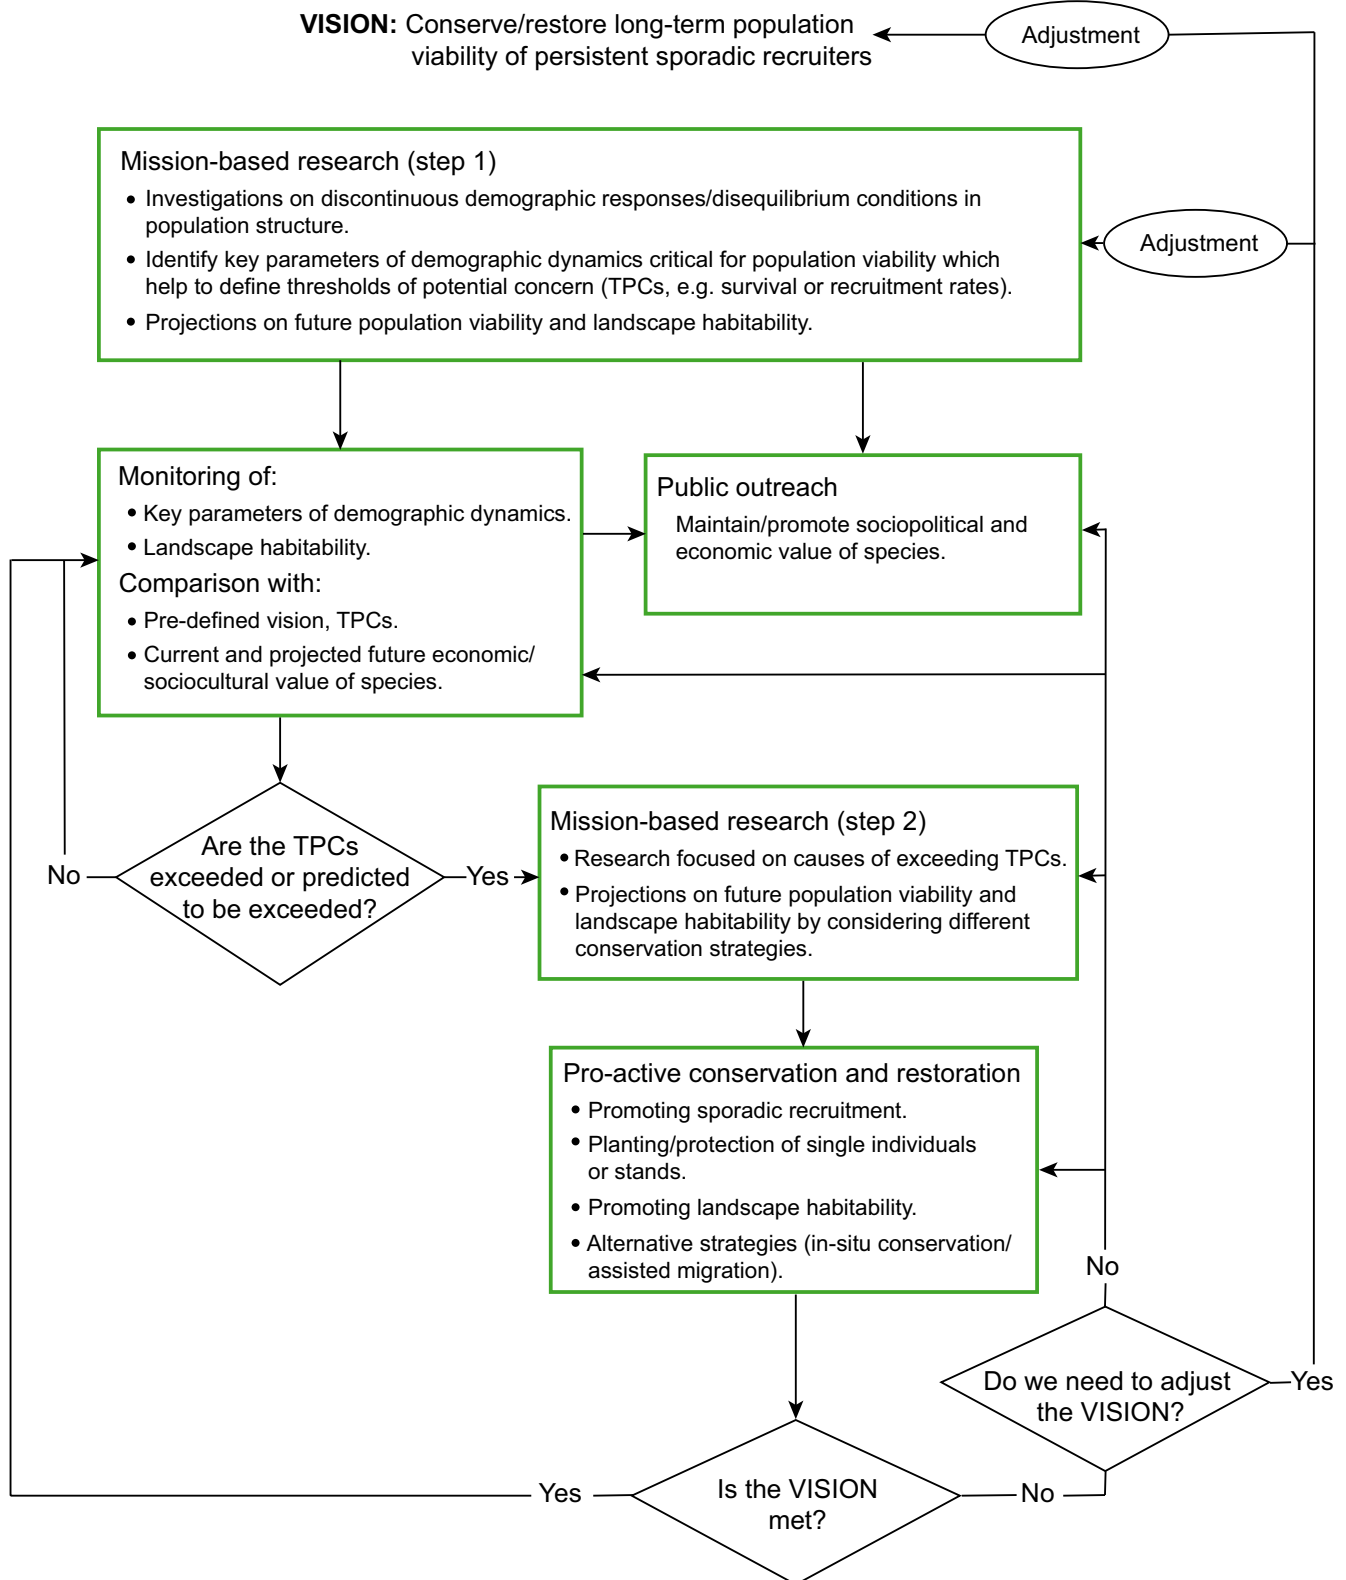 VISION: Conserve/restore long-term population
viability of persistent sporadic recruiters
Adjustment
Mission-based research (step 1)
• Investigations on discontinuous demographic responses/disequilibrium conditions in
population structure.
• Identify key parameters of demographic dynamics critical for population viability which
help to define thresholds of potential concern (TPCs, e.g. survival or recruitment rates).
• Projections on future population viability and landscape habitability.
Adjustment
Monitoring of:
• Key parameters of demographic dynamics.
• Landscape habitability.
Comparison with:
• Pre-defined vision, TPCs.
• Current and projected future economic/
sociocultural value of species.
Public outreach
Maintain/promote sociopolitical and
economic value of species.
Are the TPCs
exceeded or predicted
to be exceeded?
No
Yes
Mission-based research (step 2)
• Research focused on causes of exceeding TPCs.
• Projections on future population viability and
landscape habitability by considering different
conservation strategies.
Pro-active conservation and restoration
• Promoting sporadic recruitment.
• Planting/protection of single individuals
or stands.
• Promoting landscape habitability.
• Alternative strategies (in-situ conservation/
assisted migration).
No
Do we need to adjust
the VISION?
Yes
Yes
Is the VISION
met?
No